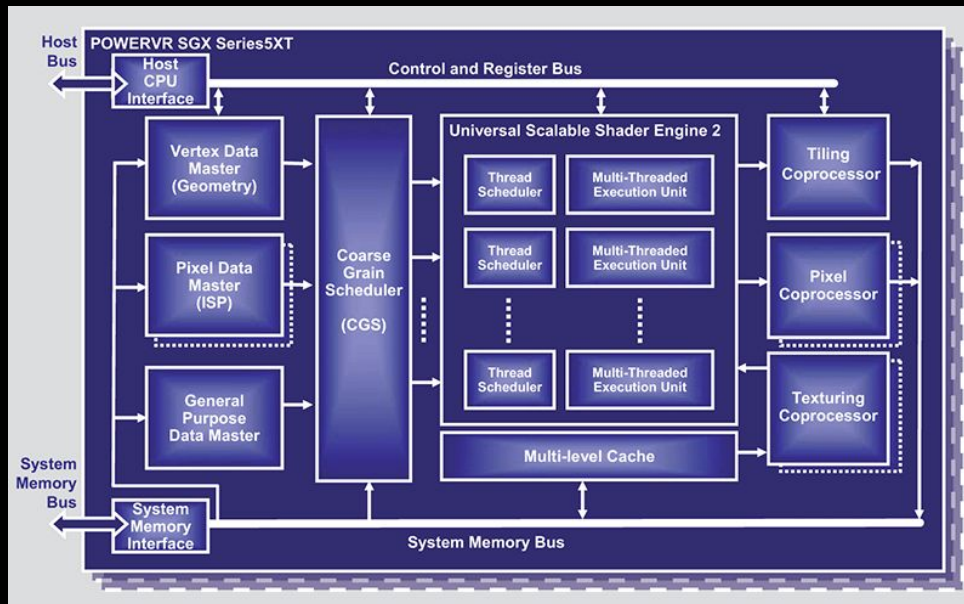 Host
Bus
POWERVR SGX Series5XT
Host
CPU
Interface
Control and Register Bus
Vertex Data
Master
(Geometry)
Pixel Data
Master
(ISP)
General
Purpose
Data Master
Coarse
Grain
Scheduler
(CGS)
Universal Scalable Shader Engine 2
Thread
Scheduler
Multi-Threaded
Execution Unit
Thread
Scheduler
Multi-Threaded
Execution Unit
Thread
Scheduler
Multi-Threaded
Execution Unit
Multi-level Cache
Tiling
Coprocessor
Pixel
Coprocessor
Texturing
Coprocessor
System
Memory
Bus
System
Memory
Interface
System Memory Bus